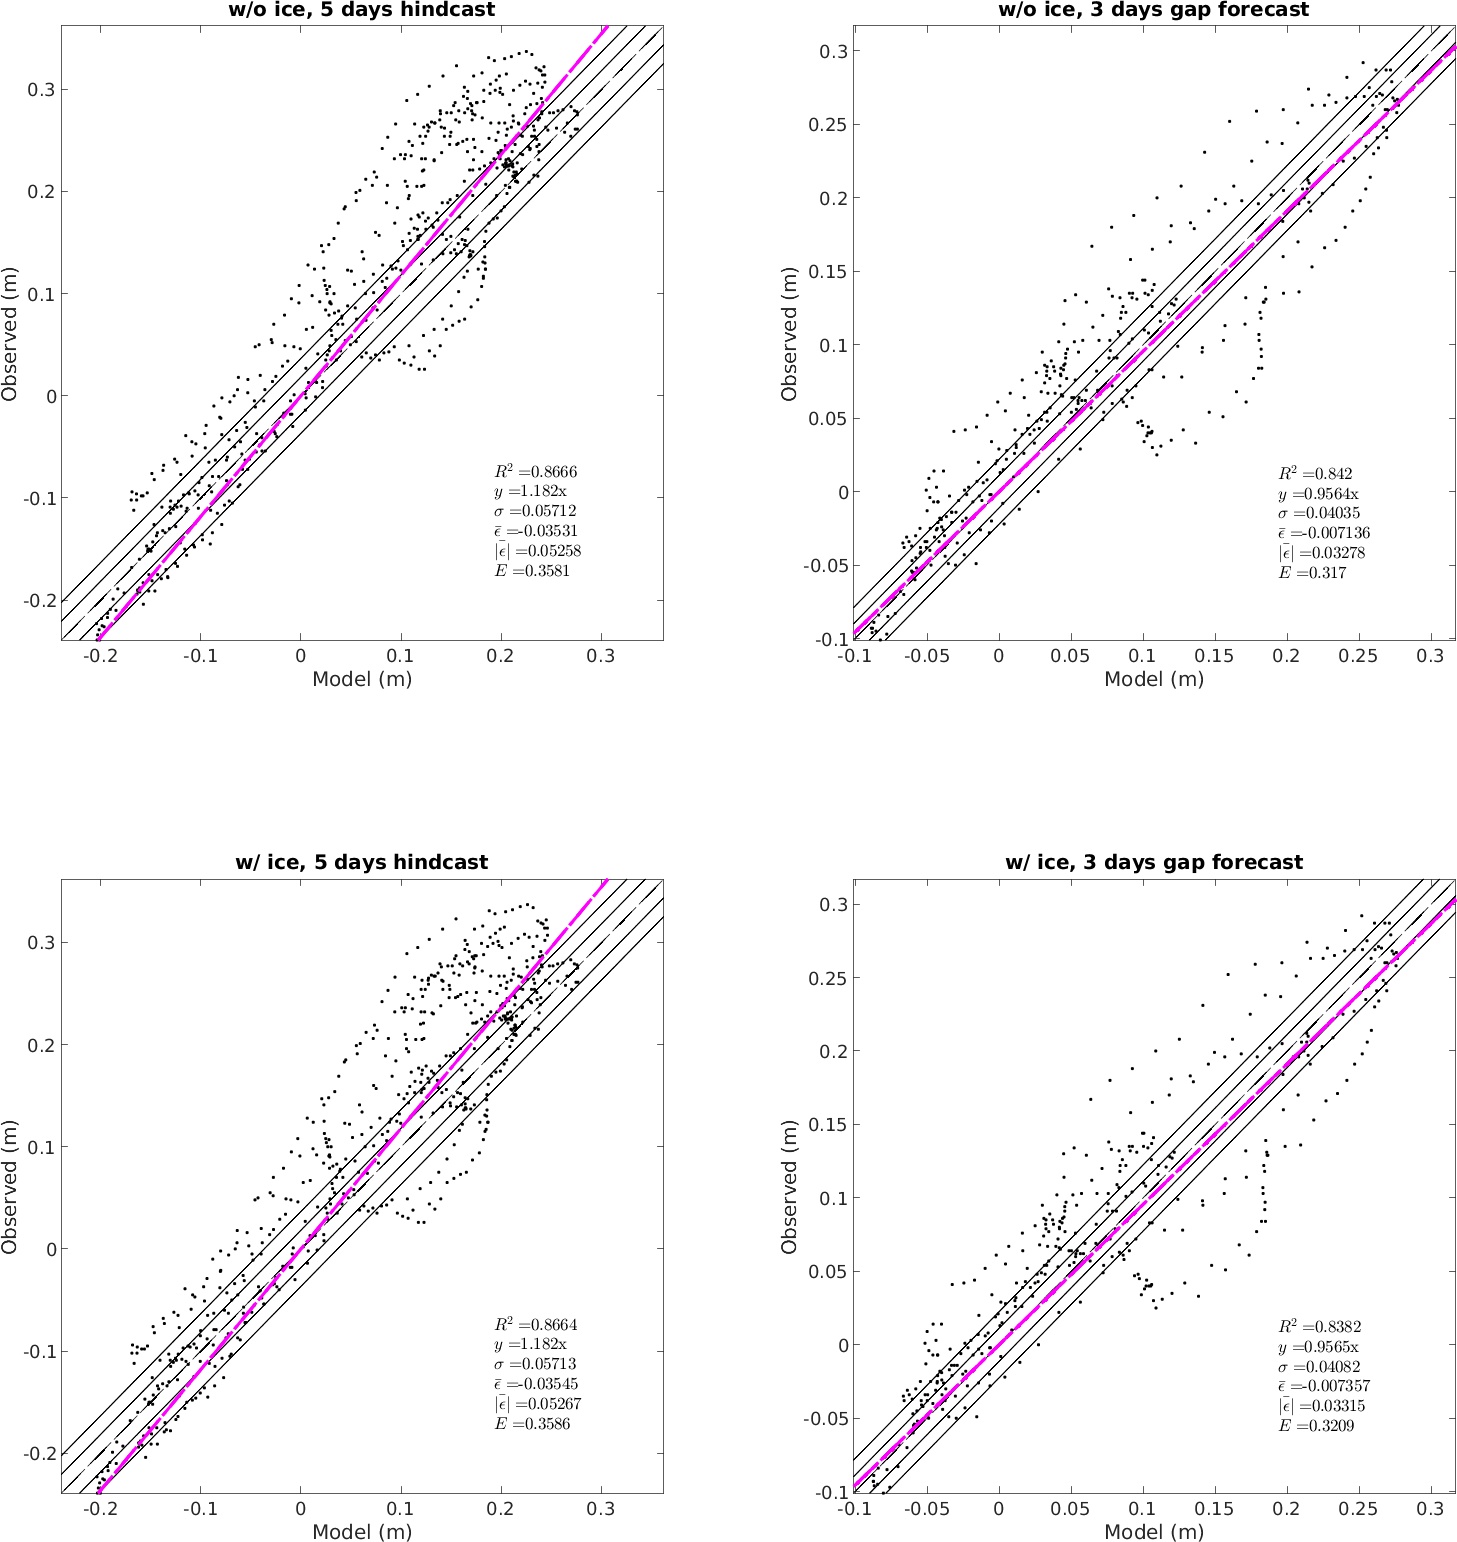 w/o ice, 5 days hindcast
0.3
0.2
0.1
0
-0.1
-0.2
Observed (m)
R² =0.8666
y =1.182x
σ =0.05712
ϵ̄ =-0.03531
|ϵ̄| =0.05258
E =0.3581
-0.2 -0.1 0 0.1 0.2 0.3
Model (m)
w/o ice, 3 days gap forecast
0.3
0.25
0.2
0.15
0.1
0.05
0
-0.05
-0.1
Observed (m)
R² =0.842
y =0.9564x
σ =0.04035
ϵ̄ =-0.007136
|ϵ̄| =0.03278
E =0.317
-0.1 -0.05 0 0.05 0.1 0.15 0.2 0.25 0.3
Model (m)
w/ ice, 5 days hindcast
0.3
0.2
0.1
0
-0.1
-0.2
Observed (m)
R² =0.8664
y =1.182x
σ =0.05713
ϵ̄ =-0.03545
|ϵ̄| =0.05267
E =0.3586
-0.2 -0.1 0 0.1 0.2 0.3
Model (m)
w/ ice, 3 days gap forecast
0.3
0.25
0.2
0.15
0.1
0.05
0
-0.05
-0.1
Observed (m)
R² =0.8382
y =0.9565x
σ =0.04082
ϵ̄ =-0.007357
|ϵ̄| =0.03315
E =0.3209
-0.1 -0.05 0 0.05 0.1 0.15 0.2 0.25 0.3
Model (m)